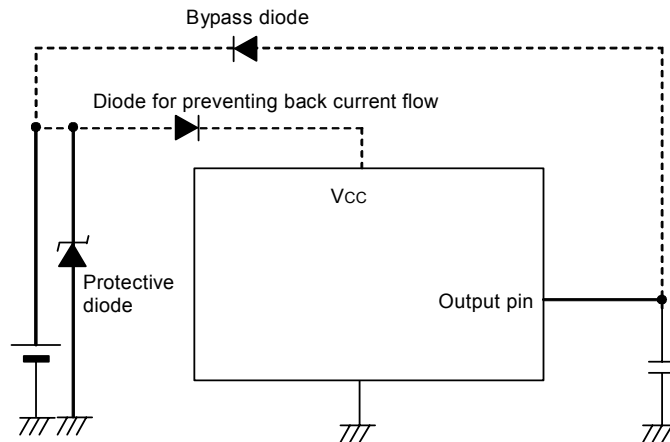 Bypass diode
Diode for preventing back current flow
Vcc
Protective
diode
Output pin